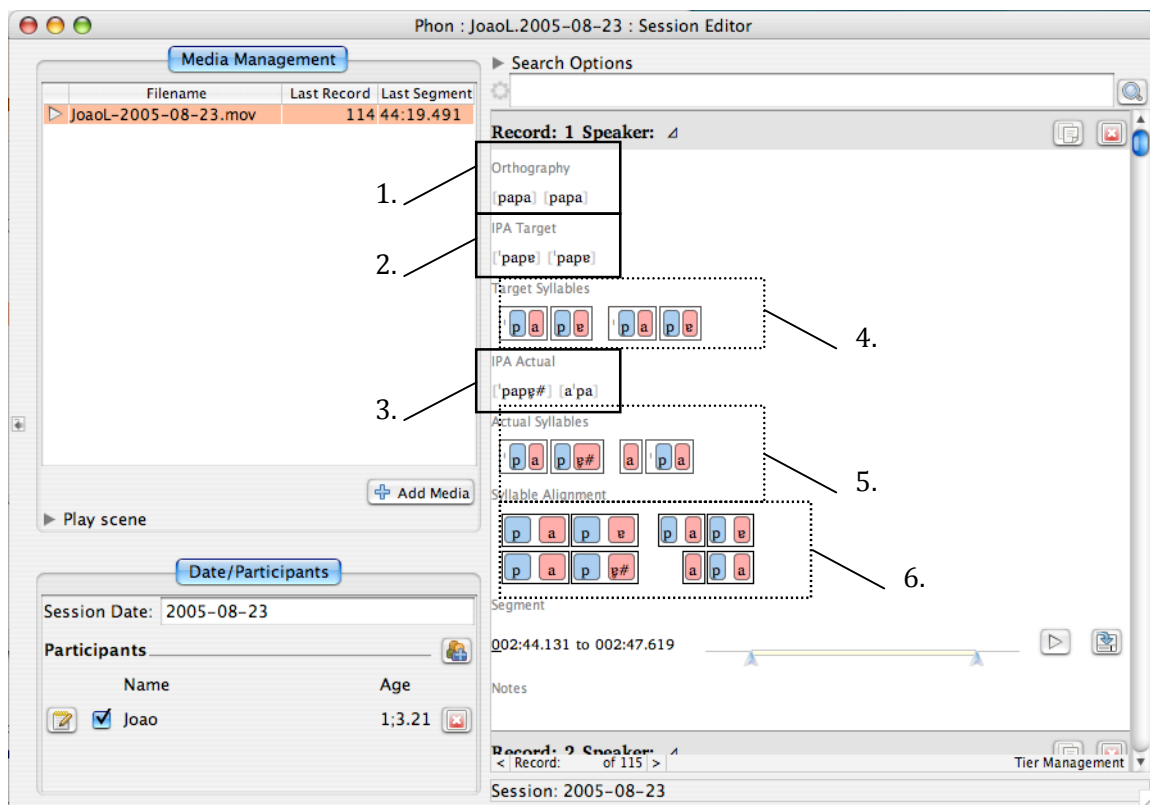 Phon : JoaoL.2005-08-23 : Session Editor
Media Management
Filename Last Record Last Segment
JoaoL-2005-08-23.mov 114 44:19.491
Add Media
Play scene
Date/Participants
Session Date: 2005-08-23
Participants
Name Age
Joao 1;3.21
Search Options
Record: 1 Speaker:
1.
Orthography
[papa] [papa]
2.
IPA Target
[ˈpapɐ] [ˈpapɐ]
Target Syllables
ˈp a p ɐ ˈp a p ɐ
4.
3.
IPA Actual
[ˈpapɐ̥#] [aˈpa]
Actual Syllables
ˈp a p ɐ̥# a ˈp a
5.
Syllable Alignment
p a p ɐ p a p ɐ
p a p ɐ̥# a p a
6.
Segment
002:44.131 to 002:47.619
Notes
Record: 2 Speaker:
< Record: of 115 > Tier Management
Session: 2005-08-23